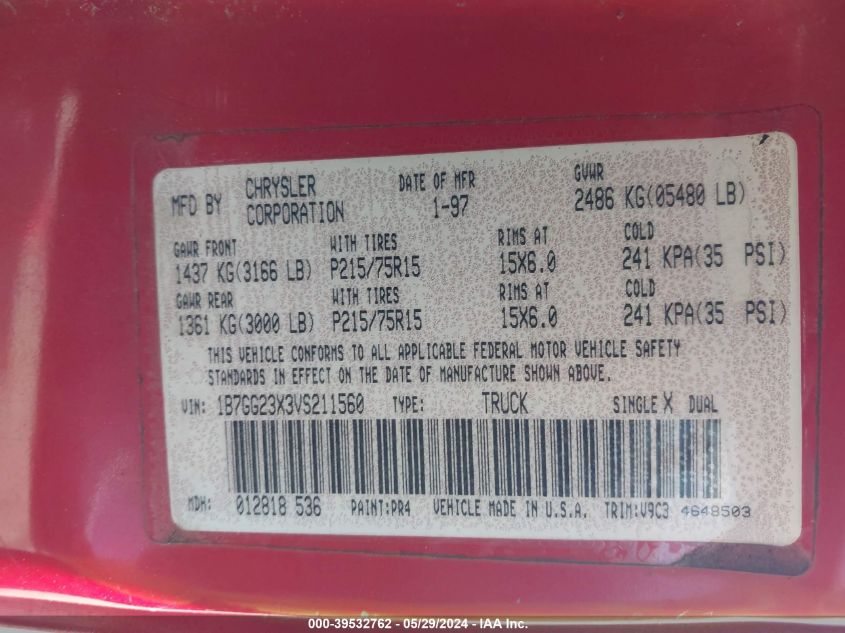 MFD BY CHRYSLER CORPORATION DATE OF MFR 1-97 GVWR 2486 KG(05480 LB)
GAWR FRONT WITH TIRES RIMS AT COLD
1437 KG(3166 LB) P215/75R15 15X6.0 241 KPA(35 PSI)
GAWR REAR WITH TIRES RIMS AT COLD
1361 KG(3000 LB) P215/75R15 15X6.0 241 KPA(35 PSI)
THIS VEHICLE CONFORMS TO ALL APPLICABLE FEDERAL MOTOR VEHICLE SAFETY
STANDARDS IN EFFECT ON THE DATE OF MANUFACTURE SHOWN ABOVE.
VIN: 1B7GG23X3VS211560 TYPE: TRUCK SINGLE X DUAL
MDH: 012818 536 PAINT:PR4 VEHICLE MADE IN U.S.A. TRIM:V9C3 4648503
000-39532762 - 05/29/2024 - IAA Inc.